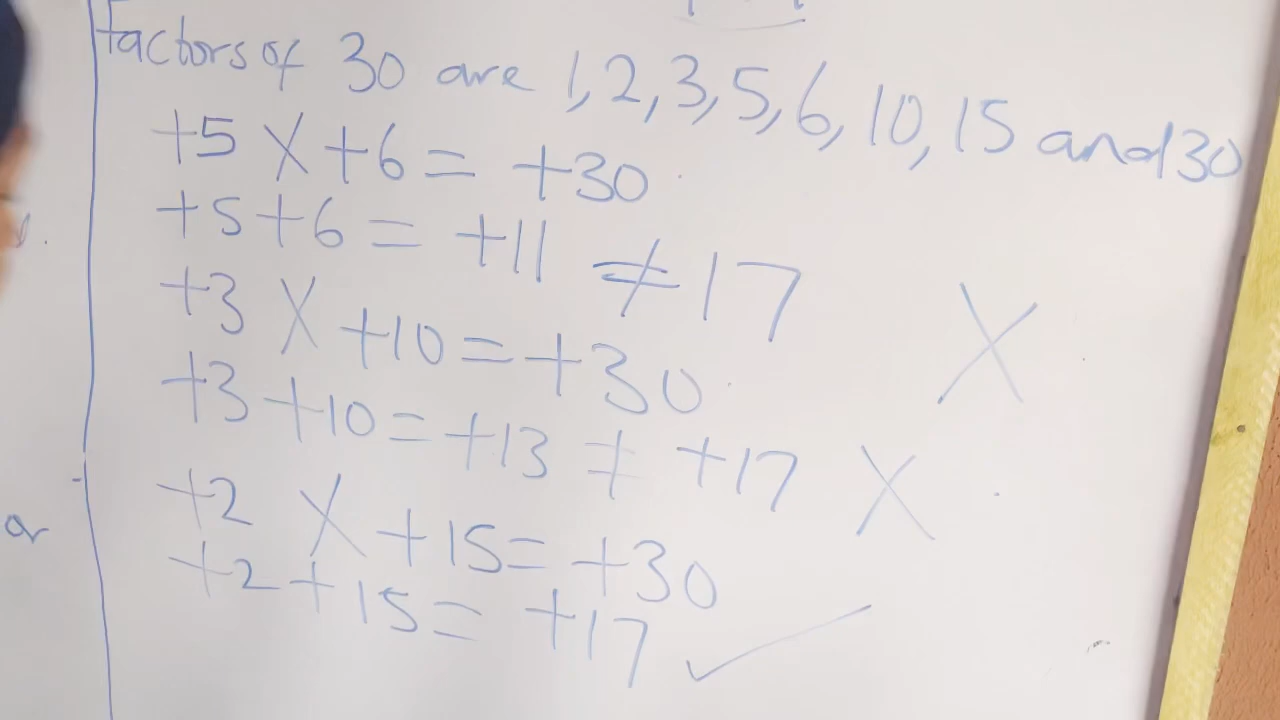 factors of 30 are 1, 2, 3, 5, 6, 10, 15 and 30
+5 X +6 = +30
+5 + 6 = +11 ≠ 17 X
+3 X +10 = +30
+3 + 10 = +13 ≠ +17 X
+2 X +15 = +30
+2 + 15 = +17 ✓
or